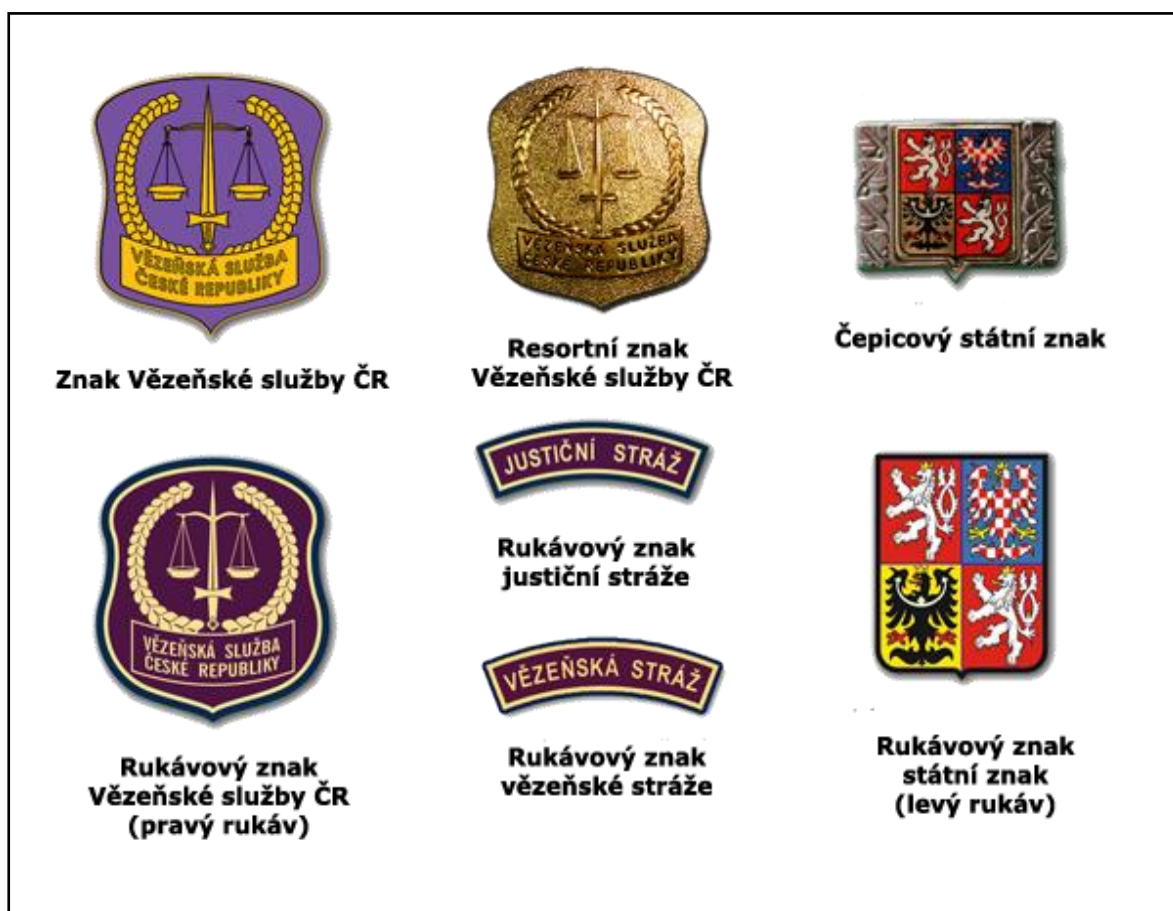 VĚZEŇSKÁ SLUŽBA
ČESKÉ REPUBLIKY
Znak Vězeňské služby ČR
VĚZEŇSKÁ SLUŽBA
ČESKÉ REPUBLIKY
Resortní znak
Vězeňské služby ČR
Čepicový státní znak
VĚZEŇSKÁ SLUŽBA
ČESKÉ REPUBLIKY
Rukávový znak
Vězeňské služby ČR
(pravý rukáv)
JUSTIČNÍ STRÁŽ
Rukávový znak
justiční stráže
VĚZEŇSKÁ STRÁŽ
Rukávový znak
vězeňské stráže
Rukávový znak
státní znak
(levý rukáv)